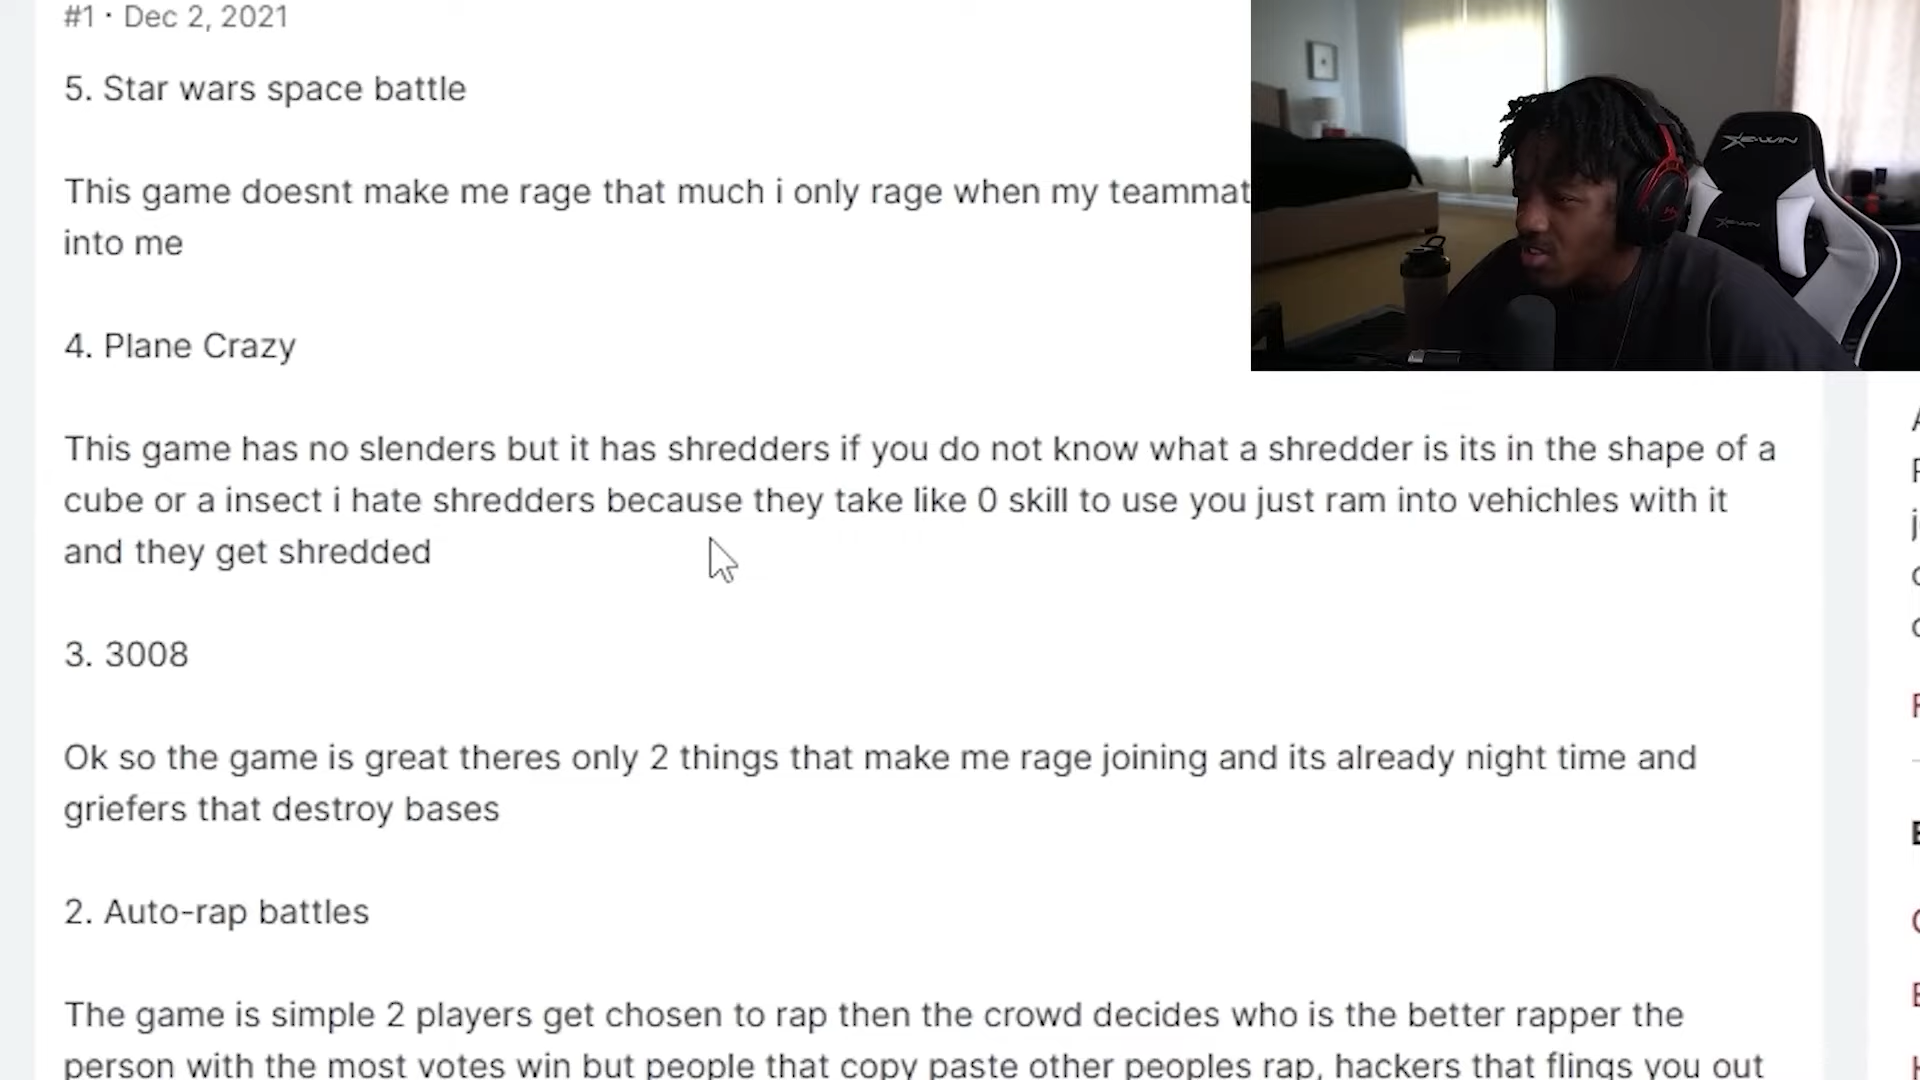 #1 · Dec 2, 2021
5. Star wars space battle
This game doesnt make me rage that much i only rage when my teammat
into me
4. Plane Crazy
This game has no slenders but it has shredders if you do not know what a shredder is its in the shape of a
cube or a insect i hate shredders because they take like 0 skill to use you just ram into vehichles with it
and they get shredded
3. 3008
Ok so the game is great theres only 2 things that make me rage joining and its already night time and
griefers that destroy bases
2. Auto-rap battles
The game is simple 2 players get chosen to rap then the crowd decides who is the better rapper the
person with the most votes win but people that copy paste other peoples rap, hackers that flings you out
E-WIN
E-WIN